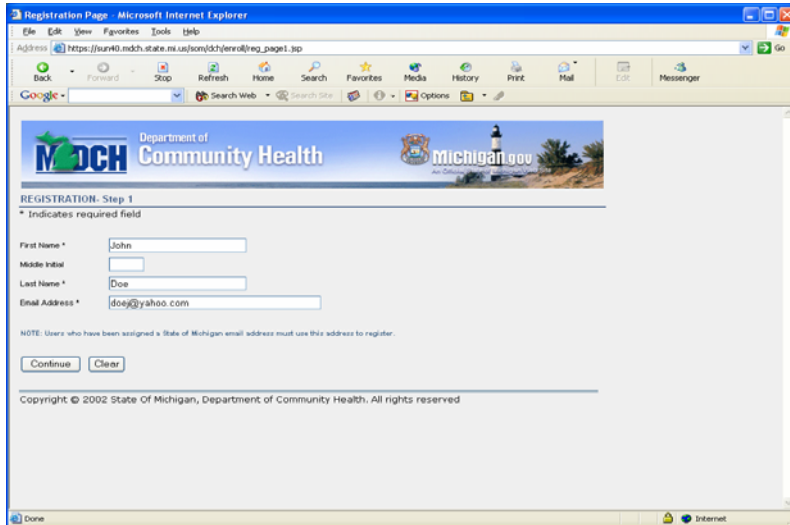 Registration Page - Microsoft Internet Explorer
File Edit View Favorites Tools Help
Address https://sun40.mdch.state.mi.us/som/dch/enroll/reg_page1.jsp Go
Back Forward Stop Refresh Home Search Favorites Media History Print Mail Edit Messenger
Google Search Web Search Site Options
MDCH Department of Community Health Michigan.gov
An Official
REGISTRATION- Step 1
* Indicates required field
First Name * John
Middle Initial
Last Name * Doe
Email Address * doej@yahoo.com
NOTE: Users who have been assigned a State of Michigan email address must use this address to register.
Continue Clear
Copyright © 2002 State Of Michigan, Department of Community Health. All rights reserved
Done Internet